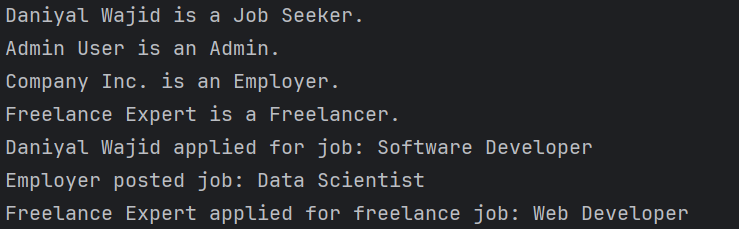 Daniyal Wajid is a Job Seeker.
Admin User is an Admin.
Company Inc. is an Employer.
Freelance Expert is a Freelancer.
Daniyal Wajid applied for job: Software Developer
Employer posted job: Data Scientist
Freelance Expert applied for freelance job: Web Developer